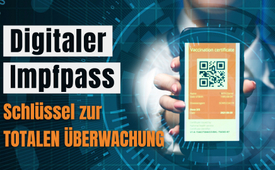 Digitaler
Impfpass
Schlüssel zur
TOTALEN ÜBERWACHUNG
Vaccination certificate